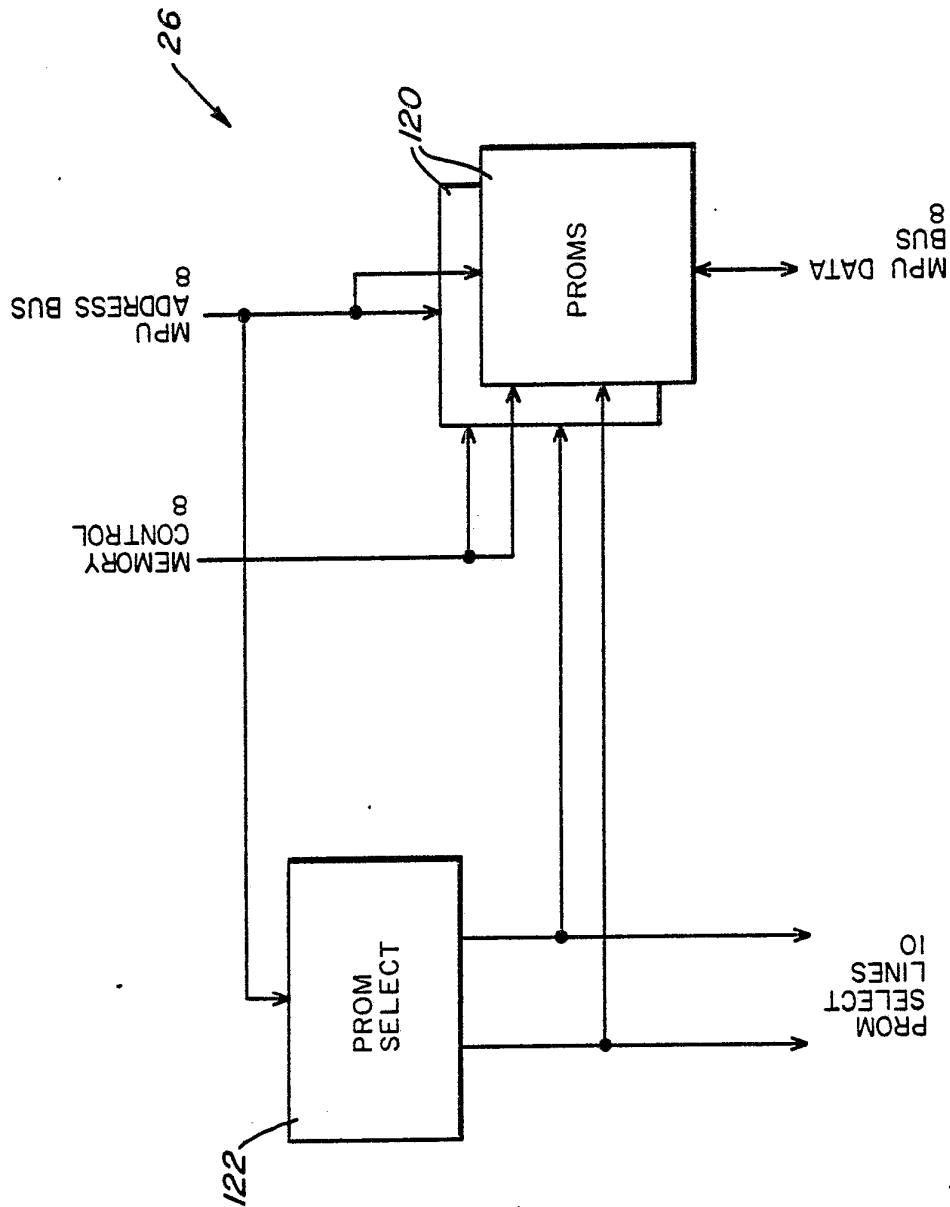 26
MPU
ADDRESS BUS
8
MEMORY
CONTROL
8
120
PROMS
MPU DATA
BUS
8
122
PROM
SELECT
PROM
SELECT
LINES
10